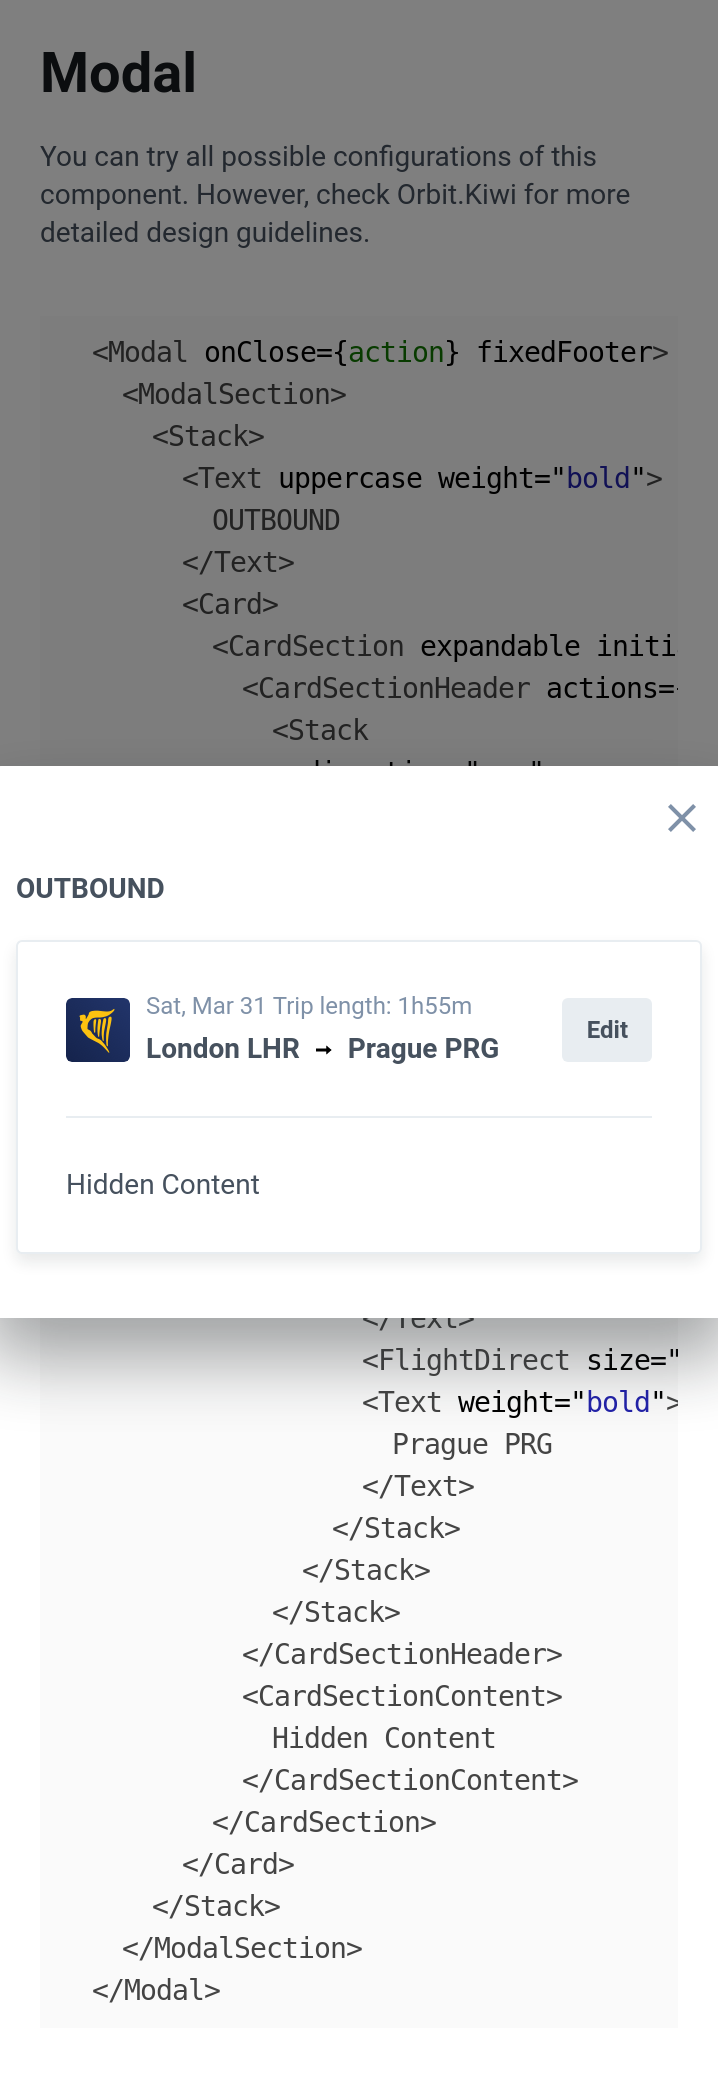 Modal
You can try all possible configurations of this
component. However, check Orbit.Kiwi for more
detailed design guidelines.
<Modal onClose={action} fixedFooter>
<ModalSection>
<Stack>
<Text uppercase weight="bold">
OUTBOUND
</Text>
<Card>
<CardSection expandable initi
<CardSectionHeader actions=
<Stack
OUTBOUND
Sat, Mar 31 Trip length: 1h55m
London LHR → Prague PRG
Edit
Hidden Content
</Text>
<FlightDirect size="
<Text weight="bold">
Prague PRG
</Text>
</Stack>
</Stack>
</Stack>
</CardSectionHeader>
<CardSectionContent>
Hidden Content
</CardSectionContent>
</CardSection>
</Card>
</Stack>
</ModalSection>
</Modal>